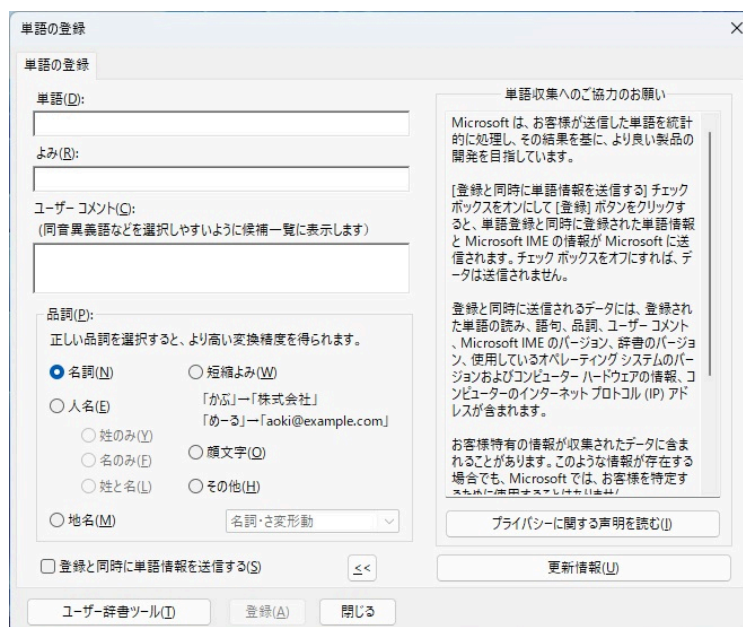 単語の登録
単語の登録
単語(D):
よみ(R):
ユーザー コメント(C):
(同音異義語などを選択しやすいように候補一覧に表示します)
品詞(P):
正しい品詞を選択すると、より高い変換精度を得られます。
名詞(N)
短縮よみ(W)
人名(E)
「かぶ」→「株式会社」
「めーる」→「aoki@example.com」
姓のみ(Y)
名のみ(F)
顔文字(O)
姓と名(L)
その他(H)
地名(M)
名詞・さ変形動
登録と同時に単語情報を送信する(S)
<<
単語収集へのご協力のお願い
Microsoft は、お客様が送信した単語を統計
的に処理し、その結果を基に、より良い製品の
開発を目指しています。
[登録と同時に単語情報を送信する] チェック
ボックスをオンにして [登録] ボタンをクリックす
ると、単語登録と同時に登録された単語情報
と Microsoft IME の情報が Microsoft に送
信されます。チェック ボックスをオフにすれば、デ
ータは送信されません。
登録と同時に送信されるデータには、登録され
た単語の読み、語句、品詞、ユーザー コメント
、Microsoft IME のバージョン、辞書のバージョ
ン、使用しているオペレーティング システムのバー
ジョンおよびコンピューター ハードウェアの情報、コ
ンピューターのインターネット プロトコル (IP) アド
レスが含まれます。
お客様特有の情報が収集されたデータに含ま
れることがあります。このような情報が存在する
場合でも、Microsoft では、お客様を特定す
るために使用することはありません
プライバシーに関する声明を読む(I)
更新情報(U)
ユーザー辞書ツール(T)
登録(A)
閉じる